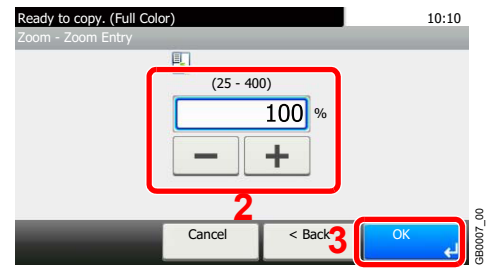 Ready to copy. (Full Color) 10:10
Zoom - Zoom Entry
(25 - 400)
100 %
− +
2
Cancel < Back 3 OK
GB0007_00